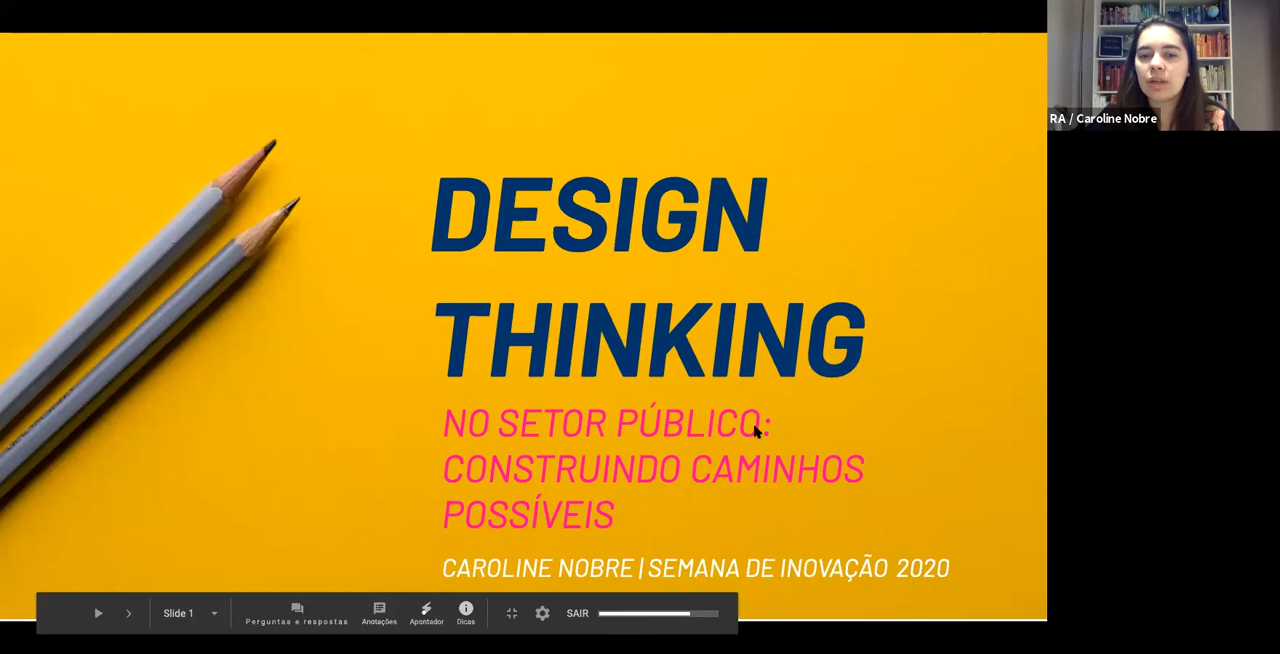 DESIGN
THINKING
NO SETOR PÚBLICO:
CONSTRUINDO CAMINHOS
POSSÍVEIS
CAROLINE NOBRE | SEMANA DE INOVAÇÃO 2020
RA / Caroline Nobre
Slide 1
Perguntas e respostas
Anotações
Apontador
Dicas
SAIR